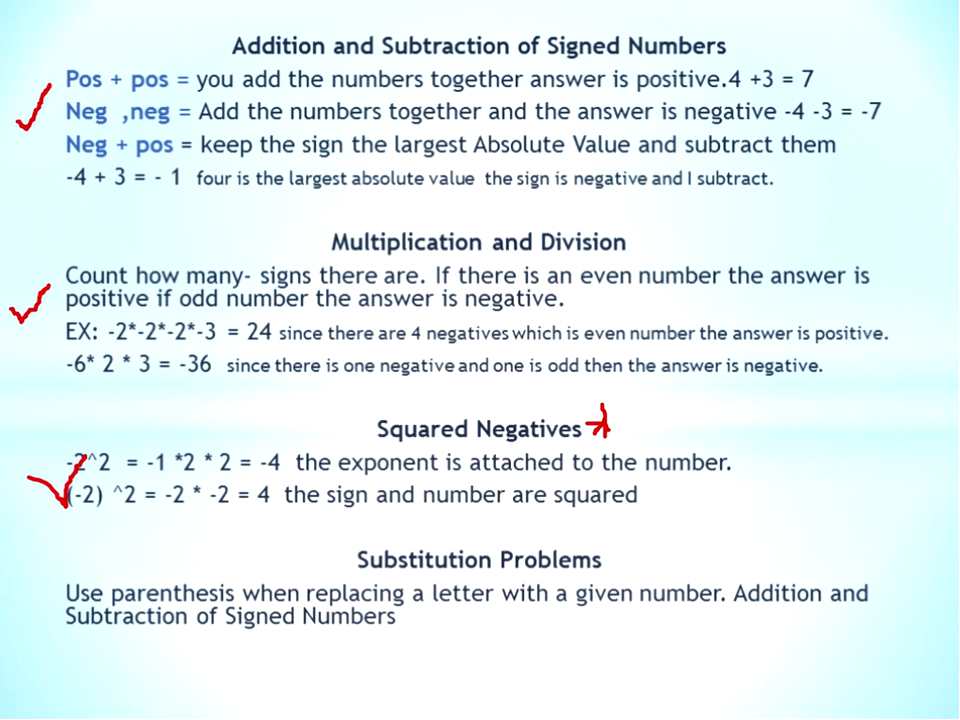 Addition and Subtraction of Signed Numbers
Pos + pos = you add the numbers together answer is positive.4 +3 = 7
Neg ,neg = Add the numbers together and the answer is negative -4 -3 = -7
Neg + pos = keep the sign the largest Absolute Value and subtract them
-4 + 3 = - 1 four is the largest absolute value the sign is negative and I subtract.
Multiplication and Division
Count how many- signs there are. If there is an even number the answer is
positive if odd number the answer is negative.
EX: -2*-2*-2*-3 = 24 since there are 4 negatives which is even number the answer is positive.
-6* 2 * 3 = -36 since there is one negative and one is odd then the answer is negative.
Squared Negatives
-2^2 = -1 *2 * 2 = -4 the exponent is attached to the number.
(-2) ^2 = -2 * -2 = 4 the sign and number are squared
Substitution Problems
Use parenthesis when replacing a letter with a given number. Addition and
Subtraction of Signed Numbers